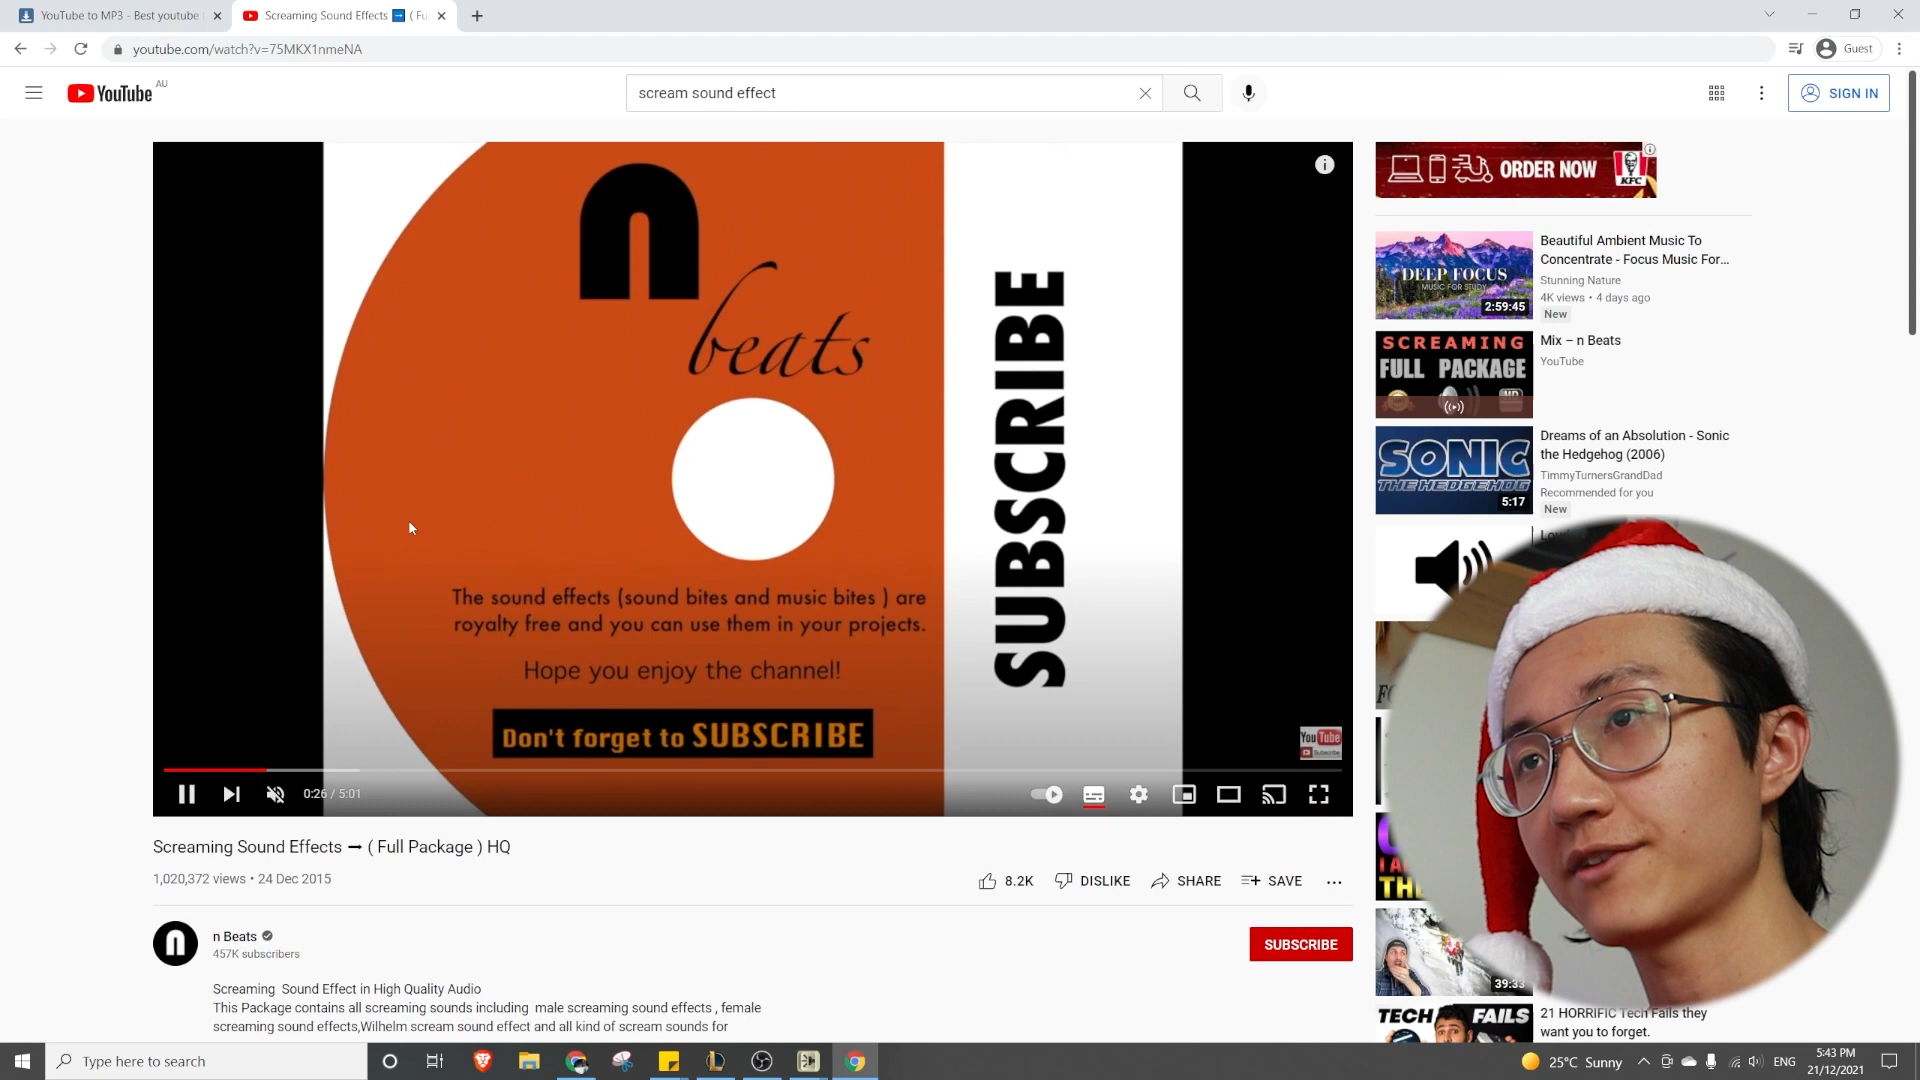 YouTube to MP3 - Best youtube
Screaming Sound Effects ➡ ( Fu
youtube.com/watch?v=75MKX1nmeNA
Guest
YouTube AU
scream sound effect
SIGN IN
n
beats
SUBSCRIBE
The sound effects (sound bites and music bites ) are
royalty free and you can use them in your projects.
Hope you enjoy the channel!
Don't forget to SUBSCRIBE
You Tube
Subscribe
0:26 / 5:01
Screaming Sound Effects ➞ ( Full Package ) HQ
1,020,372 views • 24 Dec 2015
8.2K
DISLIKE
SHARE
SAVE
n Beats
457K subscribers
SUBSCRIBE
Screaming Sound Effect in High Quality Audio
This Package contains all screaming sounds including male screaming sound effects , female
screaming sound effects,Wilhelm scream sound effect and all kind of scream sounds for
ORDER NOW
KFC
DEEP FOCUS
MUSIC FOR STUDY
2:59:45
Beautiful Ambient Music To
Concentrate - Focus Music For...
Stunning Nature
4K views • 4 days ago
New
SCREAMING
FULL PACKAGE
Mix – n Beats
YouTube
SONIC
THE HEDGEHOG
5:17
Dreams of an Absolution - Sonic
the Hedgehog (2006)
TimmyTurnersGrandDad
Recommended for you
New
39:33
TECH FAILS
21 HORRIFIC Tech Fails they
want you to forget.
Type here to search
25°C Sunny
ENG
5:43 PM
21/12/2021